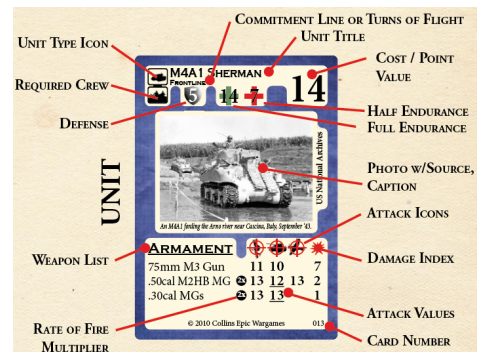 Commitment Line or Turns of Flight
Unit Type Icon
Unit Title
M4A1 Sherman
Frontline
Cost / Point
Value
Required Crew
5
14
7
14
Defense
Half Endurance
Full Endurance
UNIT
US National Archives
Photo w/Source,
Caption
An M4A1 fording the Arno river near Cascina, Italy, September '43.
Attack Icons
Armament
Weapon List
Damage Index
75mm M3 Gun 11 10 7
.50cal M2HB MG 2x 13 12 13 2
.30cal MGs 2x 13 13 1
Attack Values
Rate of Fire
Multiplier
© 2010 Collins Epic Wargames 013
Card Number